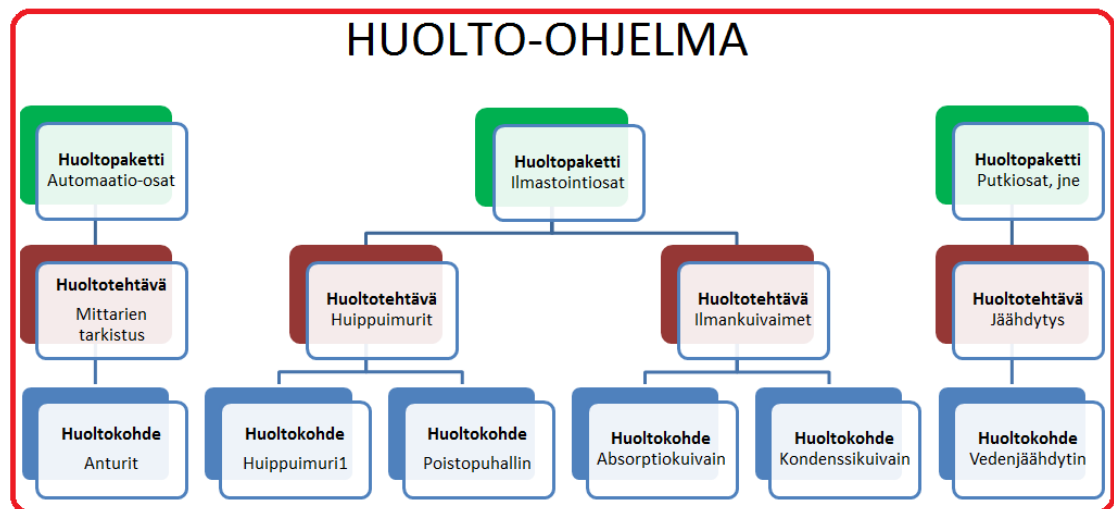 HUOLTO-OHJELMA
Huoltopaketti
Automaatio-osat
Huoltopaketti
Ilmastointiosat
Huoltopaketti
Putkiosat, jne
Huoltotehtävä
Mittarien
tarkistus
Huoltotehtävä
Huippuimurit
Huoltotehtävä
Ilmankuivaimet
Huoltotehtävä
Jäähdytys
Huoltokohde
Anturit
Huoltokohde
Huippuimuri1
Huoltokohde
Poistopuhallin
Huoltokohde
Absorptiokuivain
Huoltokohde
Kondenssikuivain
Huoltokohde
Vedenjäähdytin